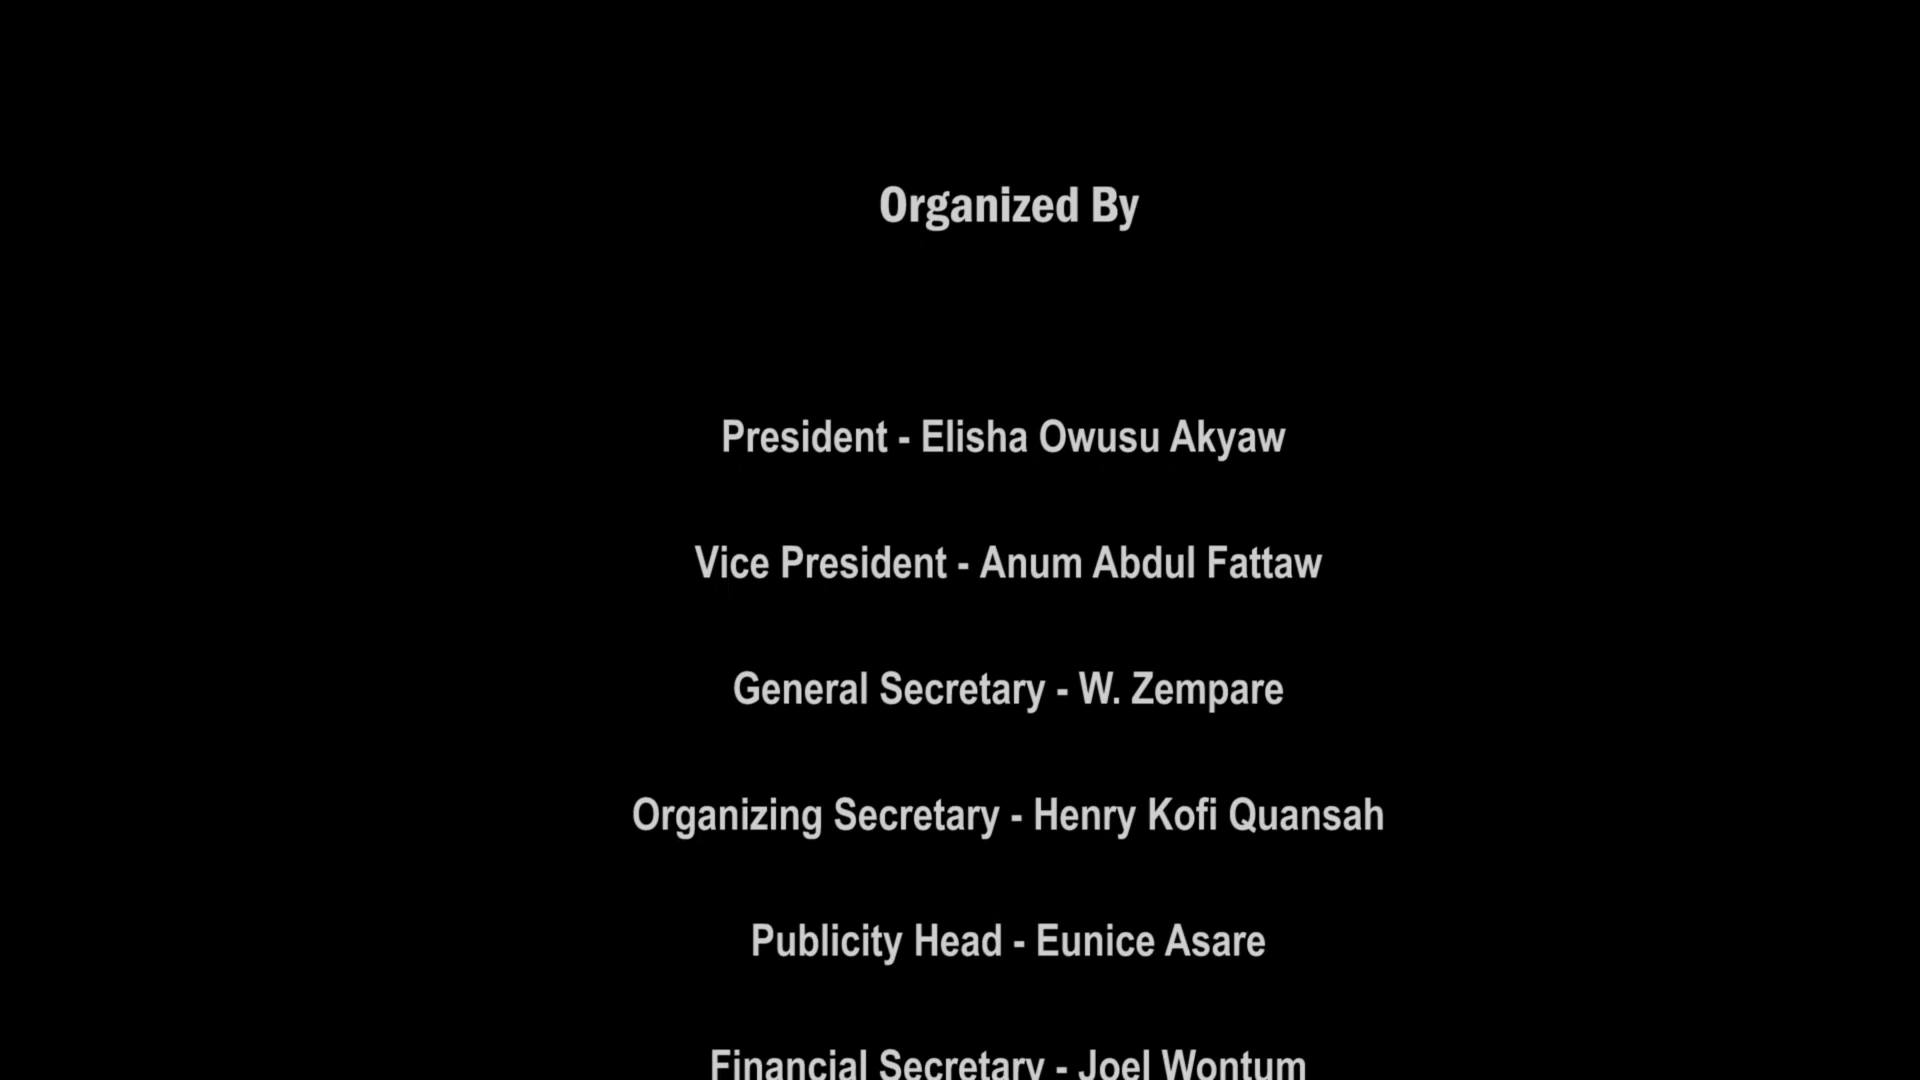 Organized By
President - Elisha Owusu Akyaw
Vice President - Anum Abdul Fattaw
General Secretary - W. Zempare
Organizing Secretary - Henry Kofi Quansah
Publicity Head - Eunice Asare
Financial Secretary - Joel Wontum